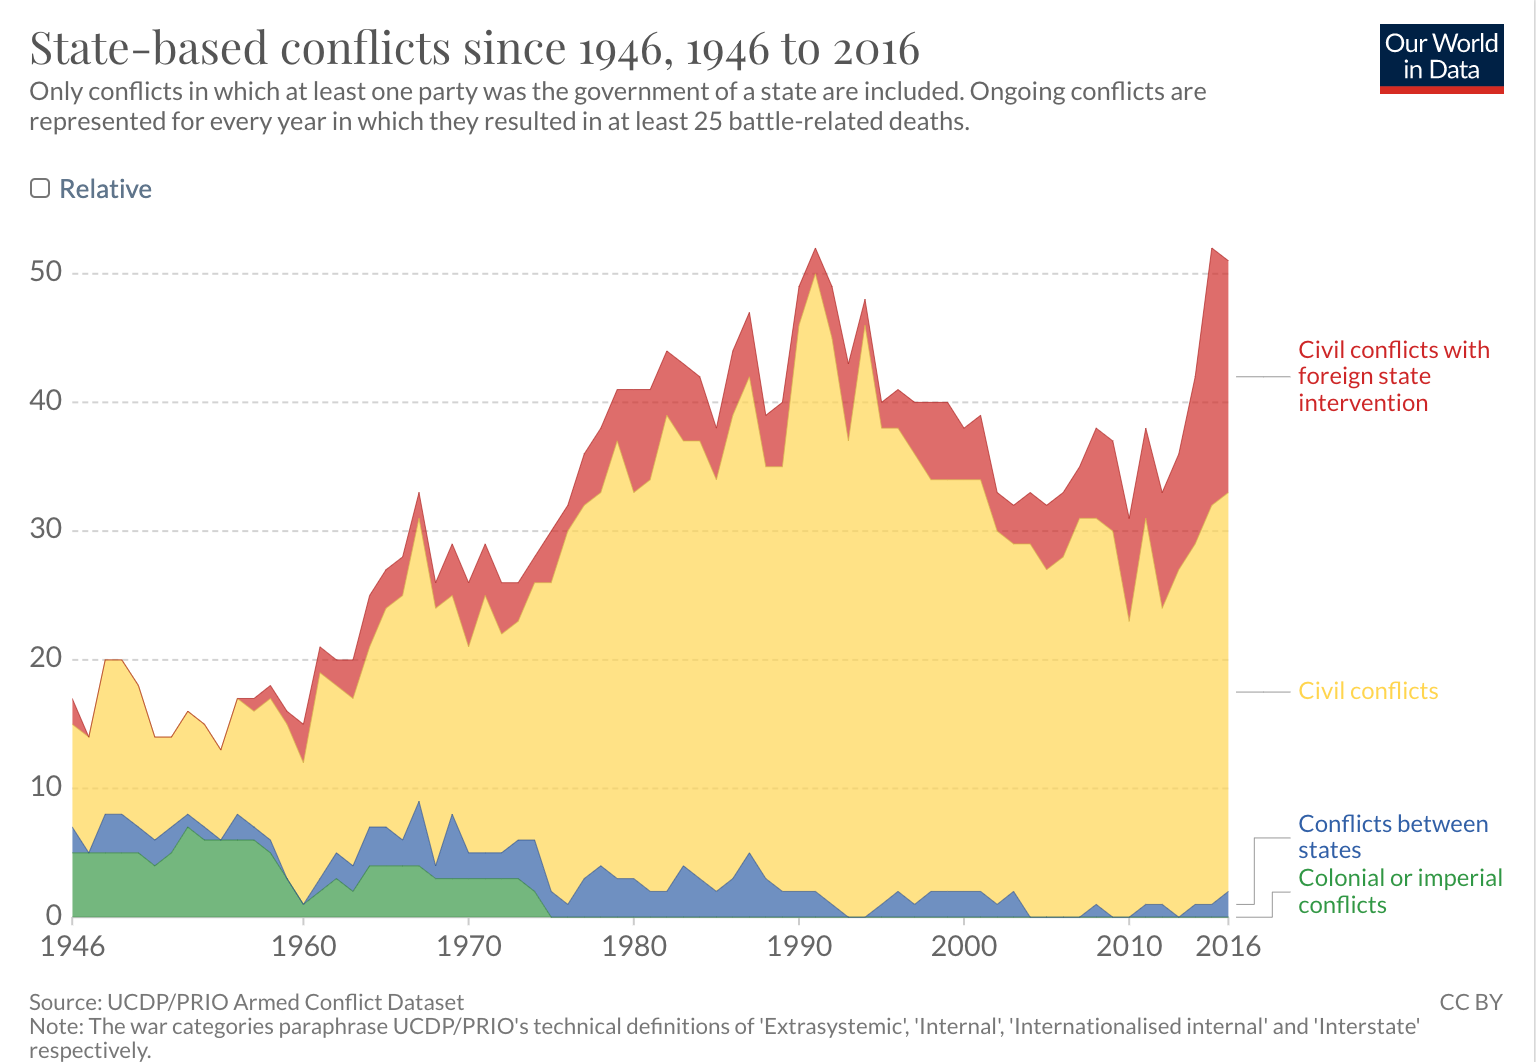 State-based conflicts since 1946, 1946 to 2016
Our World
in Data
Only conflicts in which at least one party was the government of a state are included. Ongoing conflicts are
represented for every year in which they resulted in at least 25 battle-related deaths.
Relative
50
40
30
20
10
0
Civil conflicts with
foreign state
intervention
Civil conflicts
Conflicts between
states
Colonial or imperial
conflicts
1946 1960 1970 1980 1990 2000 2010 2016
Source: UCDP/PRIO Armed Conflict Dataset
CC BY
Note: The war categories paraphrase UCDP/PRIO's technical definitions of 'Extrasystemic', 'Internal', 'Internationalised internal' and 'Interstate'
respectively.